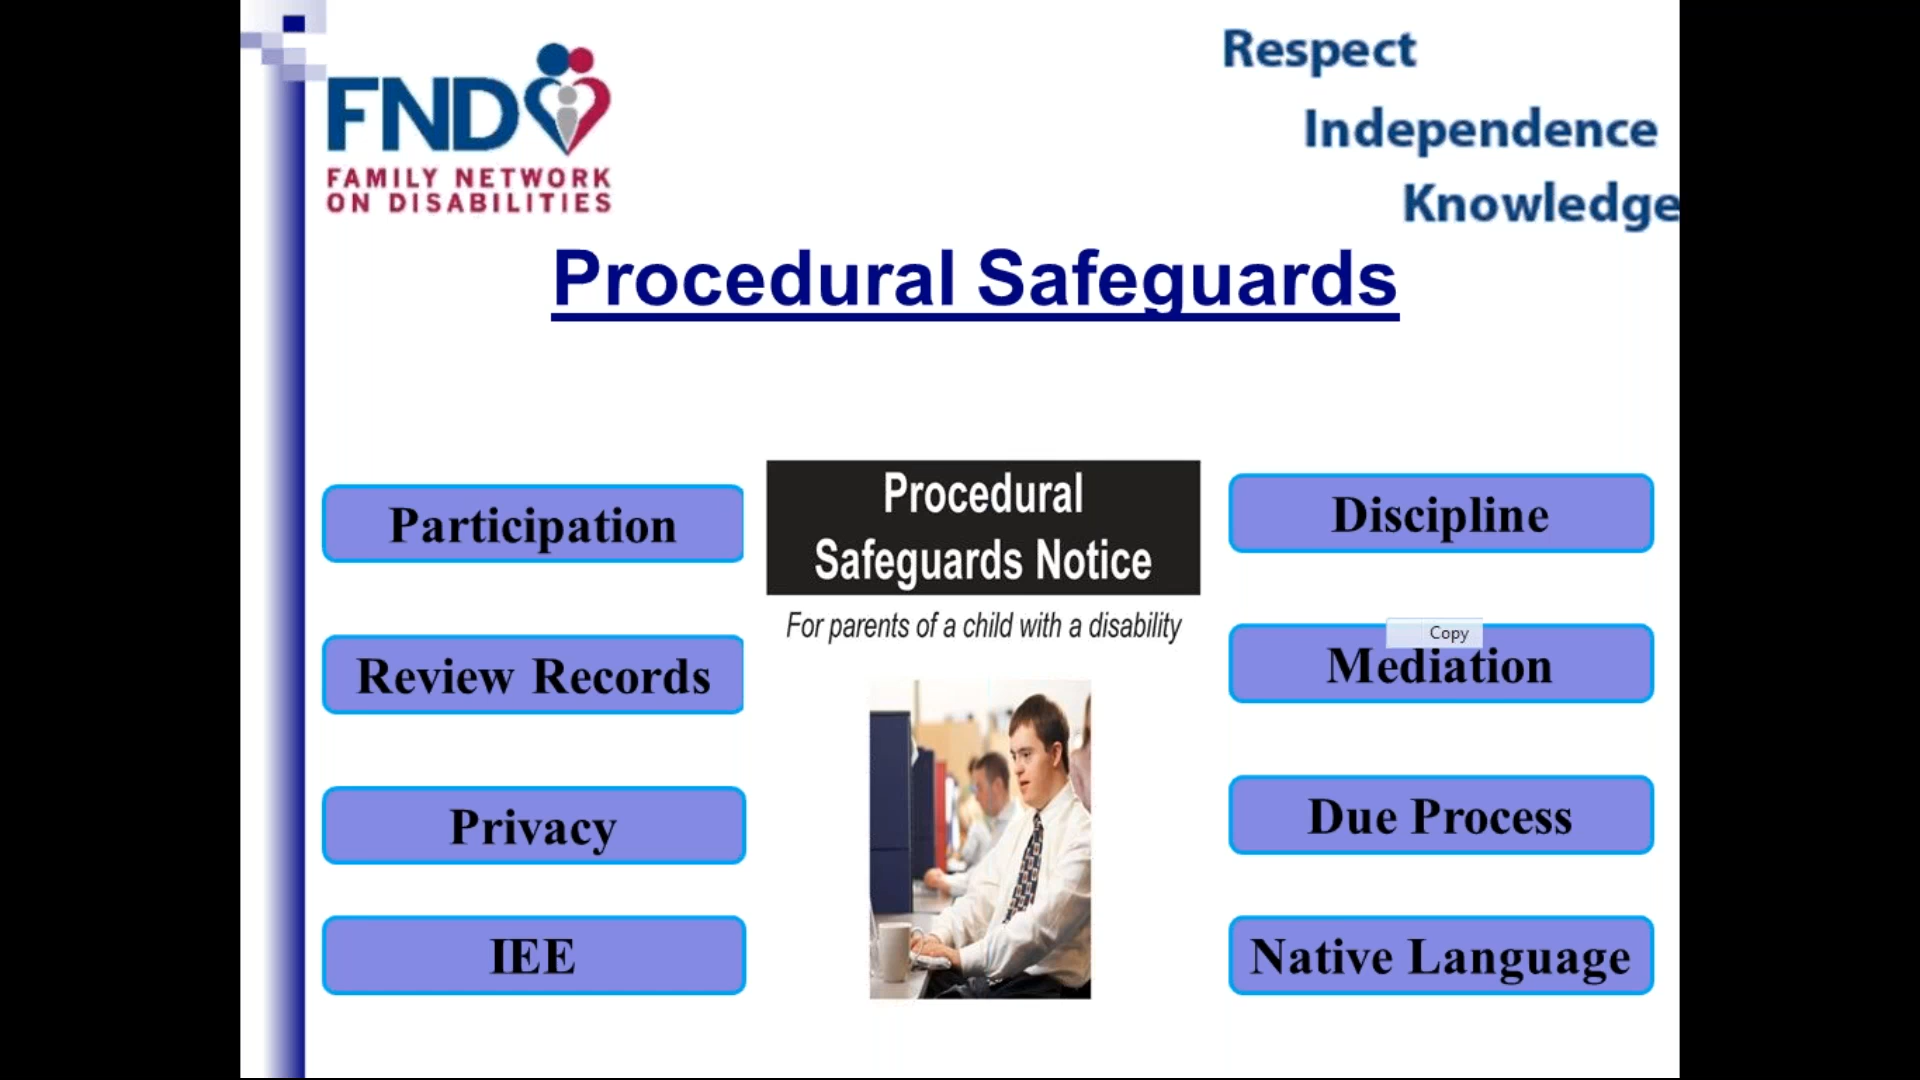 FND
FAMILY NETWORK
ON DISABILITIES
Respect
Independence
Knowledge
Procedural Safeguards
Participation
Review Records
Privacy
IEE
Procedural
Safeguards Notice
For parents of a child with a disability
Discipline
Copy
Mediation
Due Process
Native Language